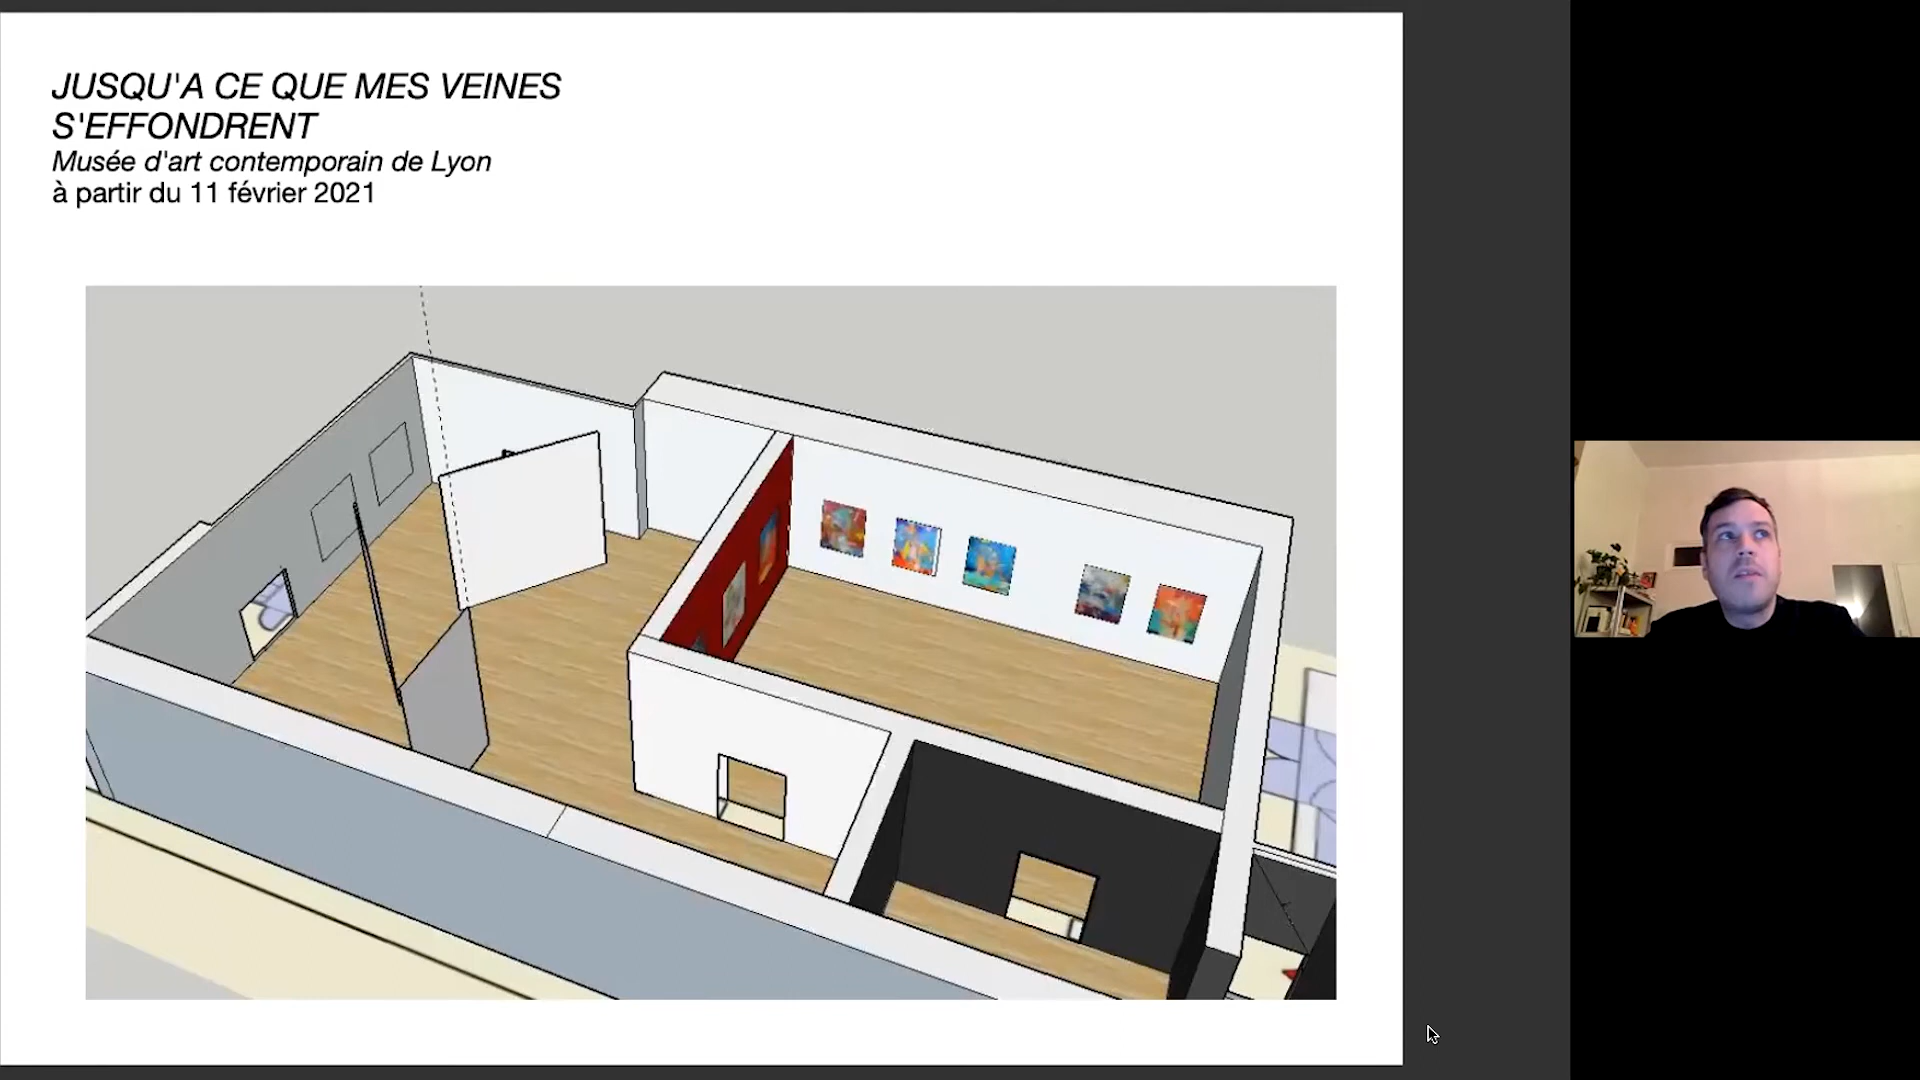 JUSQU'A CE QUE MES VEINES
S'EFFONDRENT
Musée d'art contemporain de Lyon
à partir du 11 février 2021